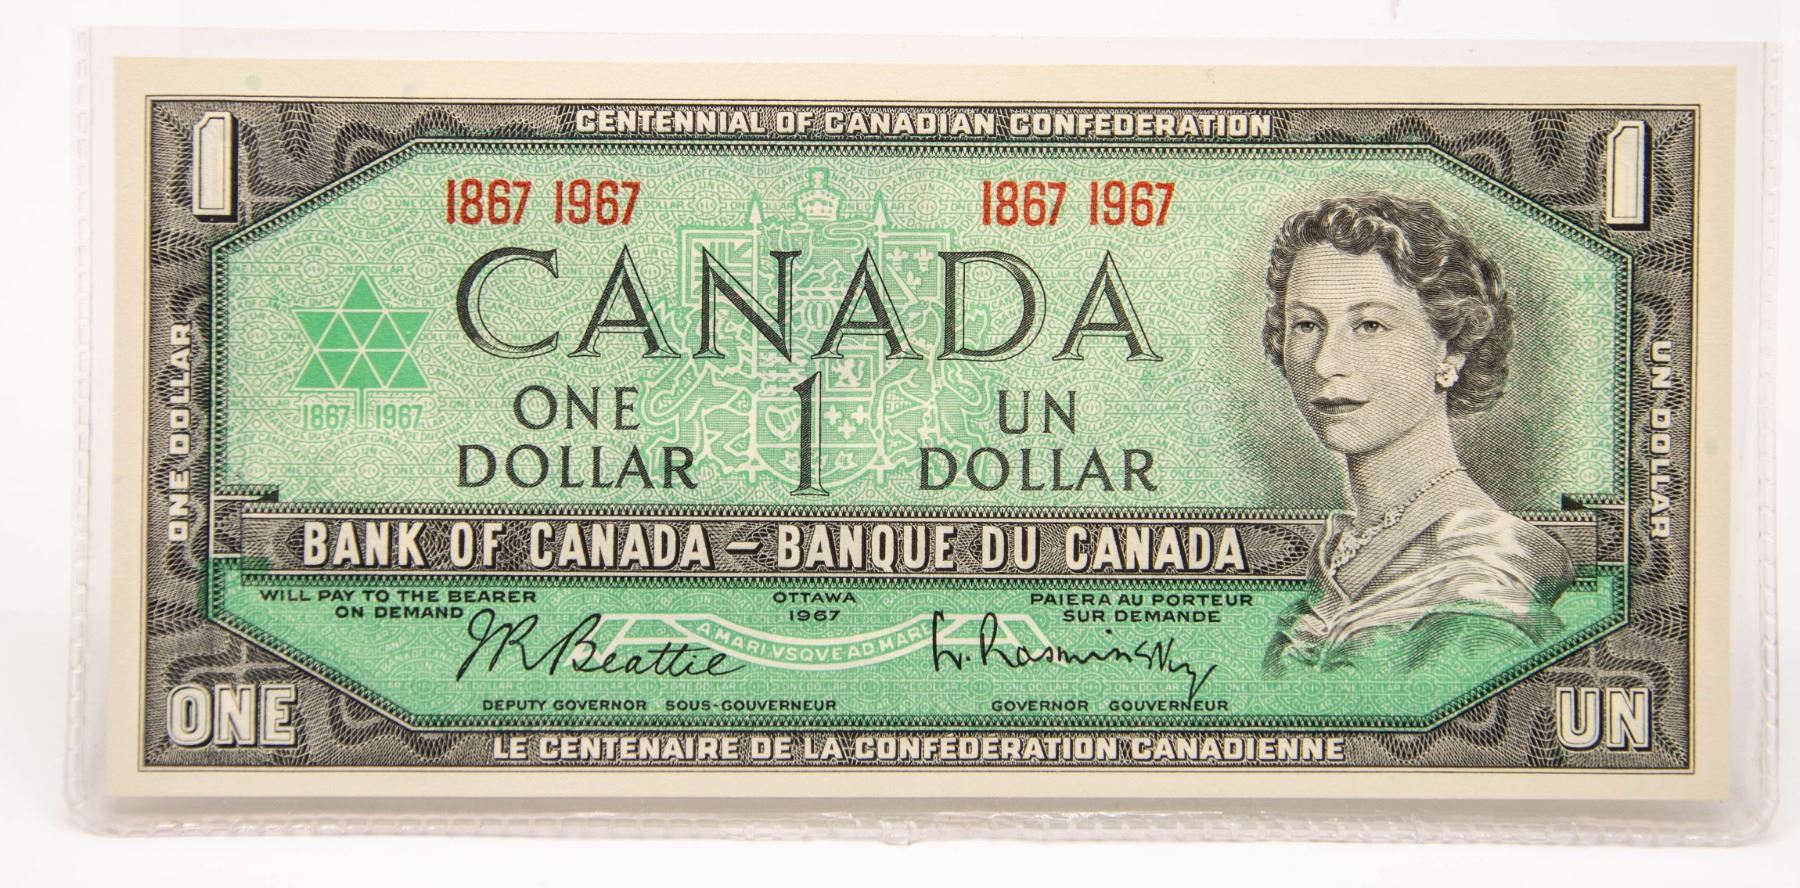 CENTENNIAL OF CANADIAN CONFEDERATION
1 1
1867 1967 1867 1967
CANADA
1867 1967
ONE 1 UN
DOLLAR DOLLAR
ONE DOLLAR
UN DOLLAR
BANK OF CANADA – BANQUE DU CANADA
WILL PAY TO THE BEARER OTTAWA PAIERA AU PORTEUR
ON DEMAND 1967 SUR DEMANDE
A MARI VSQVE AD MARE
J R Beattie L. Rasminsky
DEPUTY GOVERNOR SOUS-GOUVERNEUR GOVERNOR GOUVERNEUR
ONE UN
LE CENTENAIRE DE LA CONFÉDÉRATION CANADIENNE